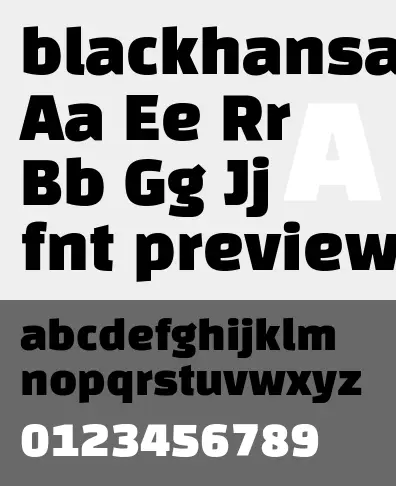 blackhansa
Aa Ee Rr
A
Bb Gg Jj
fnt preview
abcdefghijklm
nopqrstuvwxyz
0123456789